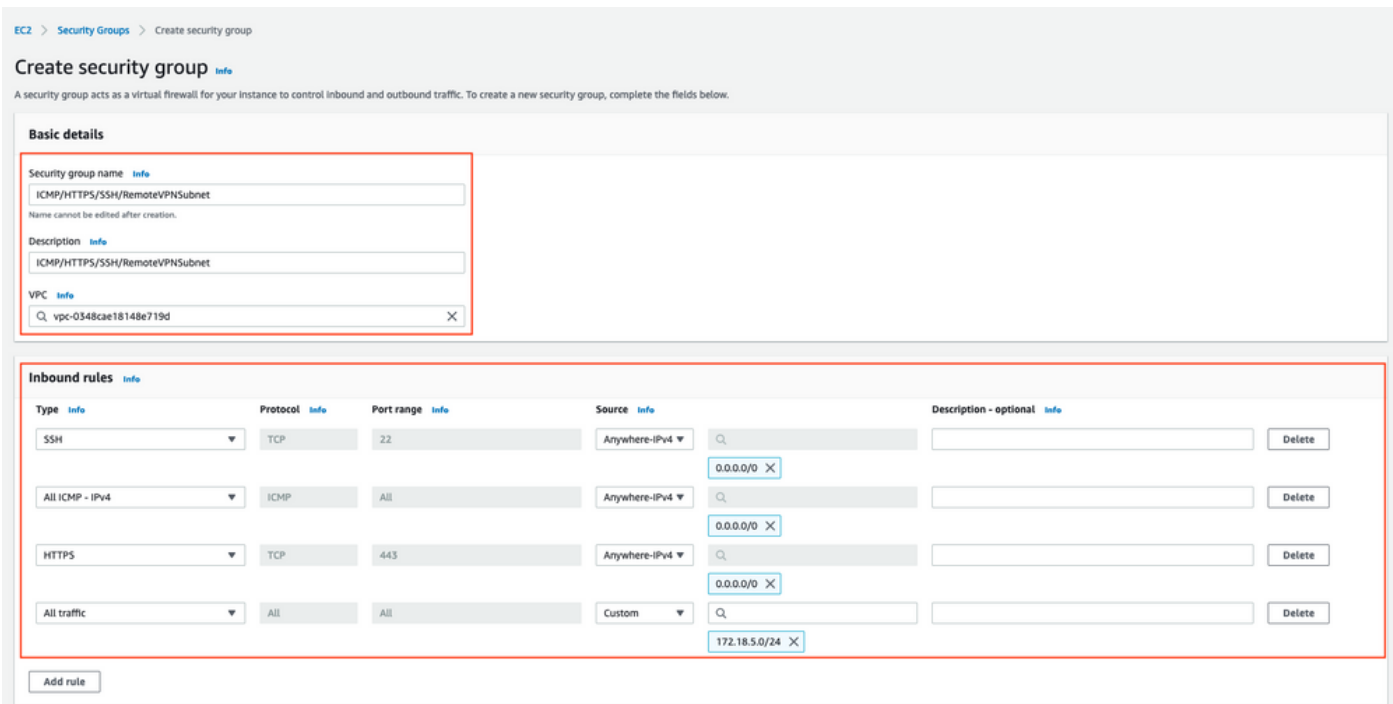 EC2 > Security Groups > Create security group
Create security group Info
A security group acts as a virtual firewall for your instance to control inbound and outbound traffic. To create a new security group, complete the fields below.
Basic details
Security group name Info
ICMP/HTTPS/SSH/RemoteVPNSubnet
Name cannot be edited after creation.
Description Info
ICMP/HTTPS/SSH/RemoteVPNSubnet
VPC Info
vpc-0348cae18148e719d
Inbound rules Info
Type Info Protocol Info Port range Info Source Info Description - optional Info
SSH TCP 22 Anywhere-IPv4 Delete
0.0.0.0/0
All ICMP - IPv4 ICMP All Anywhere-IPv4 Delete
0.0.0.0/0
HTTPS TCP 443 Anywhere-IPv4 Delete
0.0.0.0/0
All traffic All All Custom Delete
172.18.5.0/24
Add rule